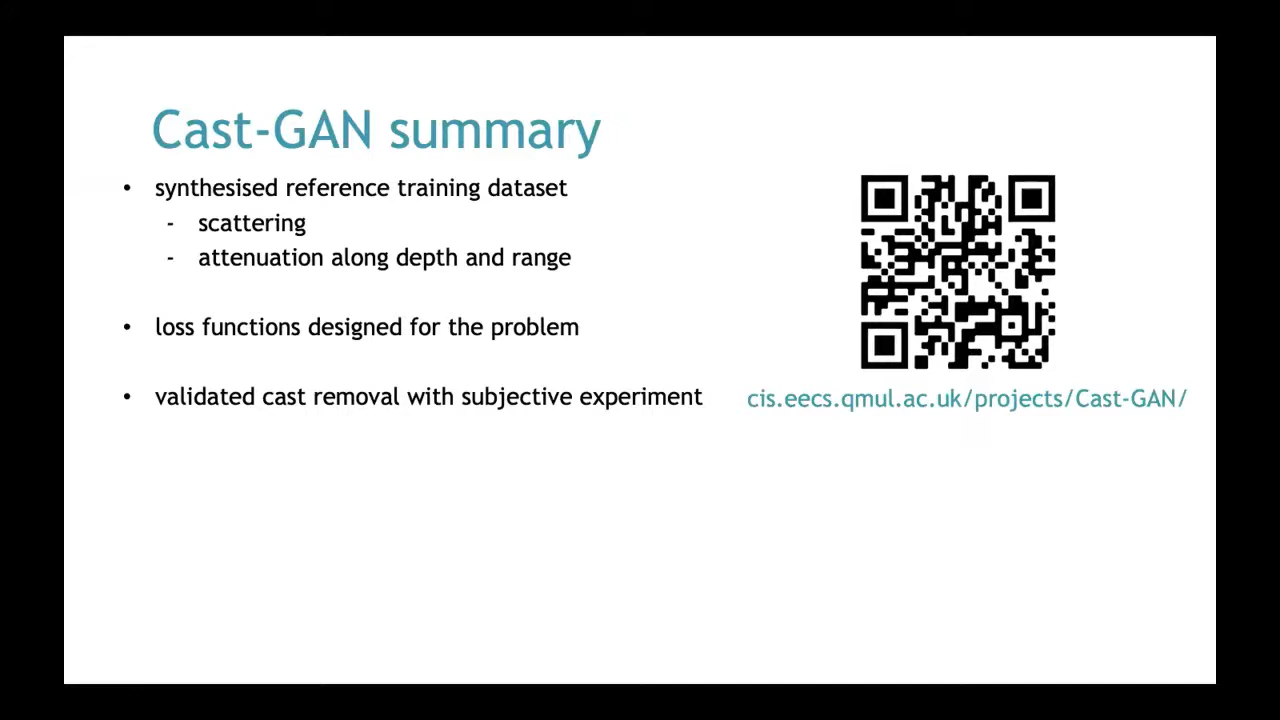 Cast-GAN summary
• synthesised reference training dataset
- scattering
- attenuation along depth and range
• loss functions designed for the problem
• validated cast removal with subjective experiment
cis.eecs.qmul.ac.uk/projects/Cast-GAN/